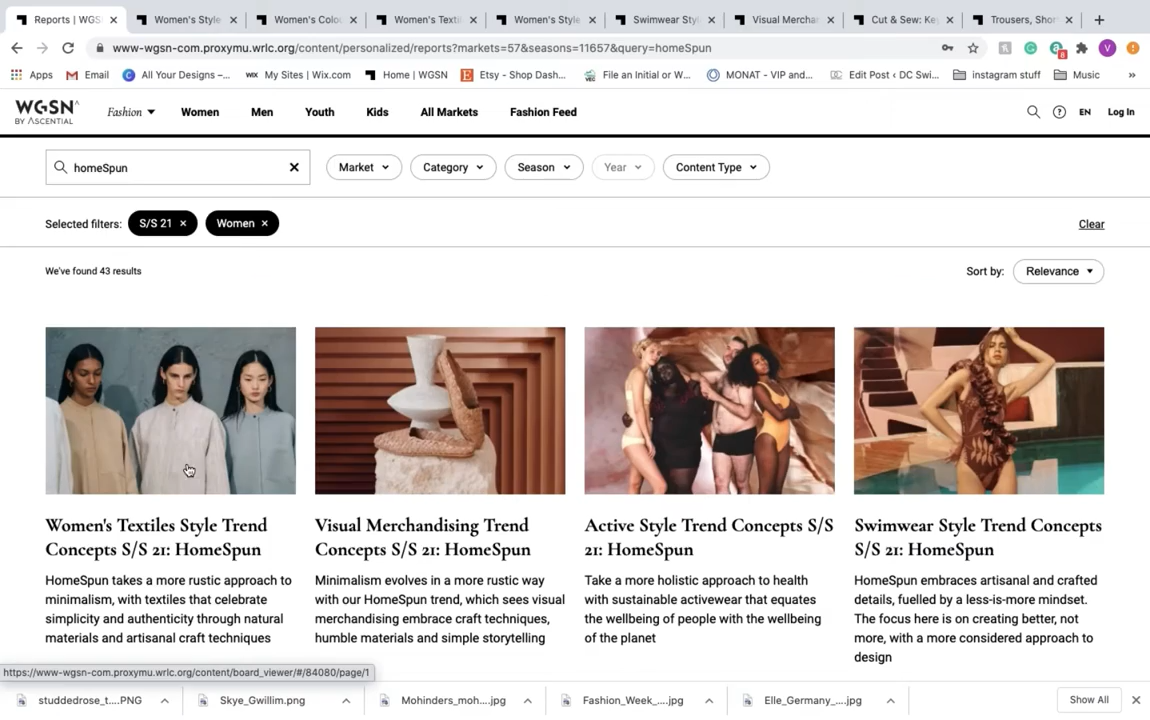 Reports | WGS
Women's Style
Women's Colou
Women's Textil
Women's Style
Swimwear Styl
Visual Merchan
Cut & Sew: Key
Trousers, Short
www-wgsn-com.proxymu.wrlc.org/content/personalized/reports?markets=57&seasons=11657&query=homeSpun
V
8
Apps
Email
All Your Designs –...
WIX My Sites | Wix.com
Home | WGSN
Etsy - Shop Dash...
File an Initial or W...
MONAT - VIP and...
Edit Post ‹ DC Swi...
instagram stuff
Music
»
WGSN
BY ASCENTIAL
Fashion
Women
Men
Youth
Kids
All Markets
Fashion Feed
EN
Log In
homeSpun
Market
Category
Season
Year
Content Type
Selected filters:
S/S 21 ×
Women ×
Clear
We've found 43 results
Sort by:
Relevance
Women's Textiles Style Trend
Concepts S/S 21: HomeSpun
HomeSpun takes a more rustic approach to
minimalism, with textiles that celebrate
simplicity and authenticity through natural
materials and artisanal craft techniques
Visual Merchandising Trend
Concepts S/S 21: HomeSpun
Minimalism evolves in a more rustic way
with our HomeSpun trend, which sees visual
merchandising embrace craft techniques,
humble materials and simple storytelling
Active Style Trend Concepts S/S
21: HomeSpun
Take a more holistic approach to health
with sustainable activewear that equates
the wellbeing of people with the wellbeing
of the planet
Swimwear Style Trend Concepts
S/S 21: HomeSpun
HomeSpun embraces artisanal and crafted
details, fuelled by a less-is-more mindset.
The focus here is on creating better, not
more, with a more considered approach to
design
https://www-wgsn-com.proxymu.wrlc.org/content/board_viewer/#/84080/page/1
studdedrose_t....PNG
Skye_Gwillim.png
Mohinders_moh....jpg
Fashion_Week_....jpg
Elle_Germany_....jpg
Show All